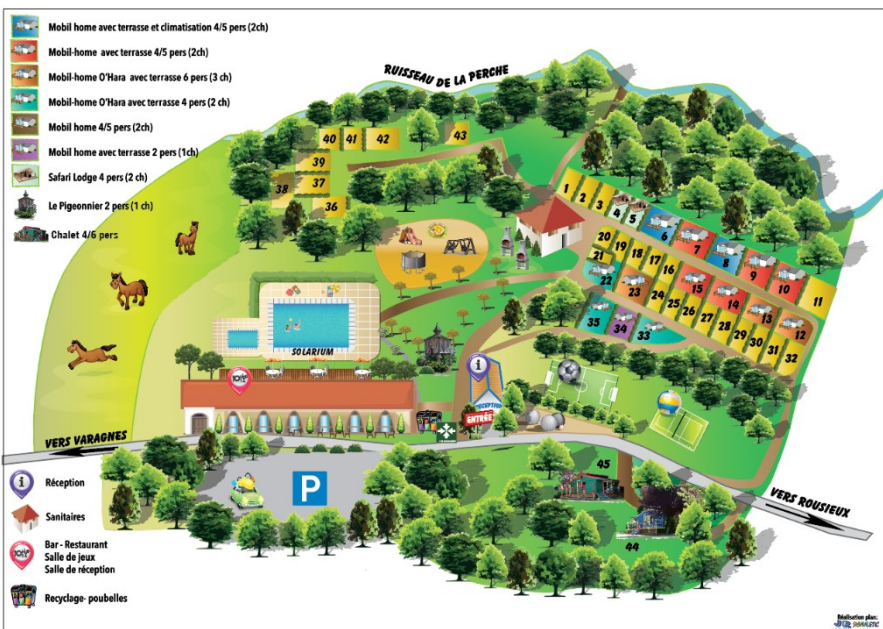 Mobil home avec terrasse et climatisation 4/5 pers (2ch)
Mobil-home avec terrasse 4/5 pers (2ch)
Mobil-home O'Hara avec terrasse 6 pers (3 ch)
Mobil-home O'Hara avec terrasse 4 pers (2 ch)
Mobil home 4/5 pers (2ch)
Mobil home avec terrasse 2 pers (1ch)
Safari Lodge 4 pers (2 ch)
Le Pigeonnier 2 pers (1 ch)
Chalet 4/6 pers
RUISSEAU DE LA PERCHE
40 41 42 43
39
38 37
36
1 2 3 4 5 6 7 8 9 10 11
20 19 18 17 16
21
22 23 24 25 15 26 27 14 28 29 13 30 31 12 32
35 34 33
SOLARIUM
i
RECEPTION
ENTRÉE
VERS VARAGNES
P
45
44
VERS ROUSIEUX
i Réception
Sanitaires
Bar - Restaurant
Salle de jeux
Salle de réception
Recyclage- poubelles
Réalisation plan: